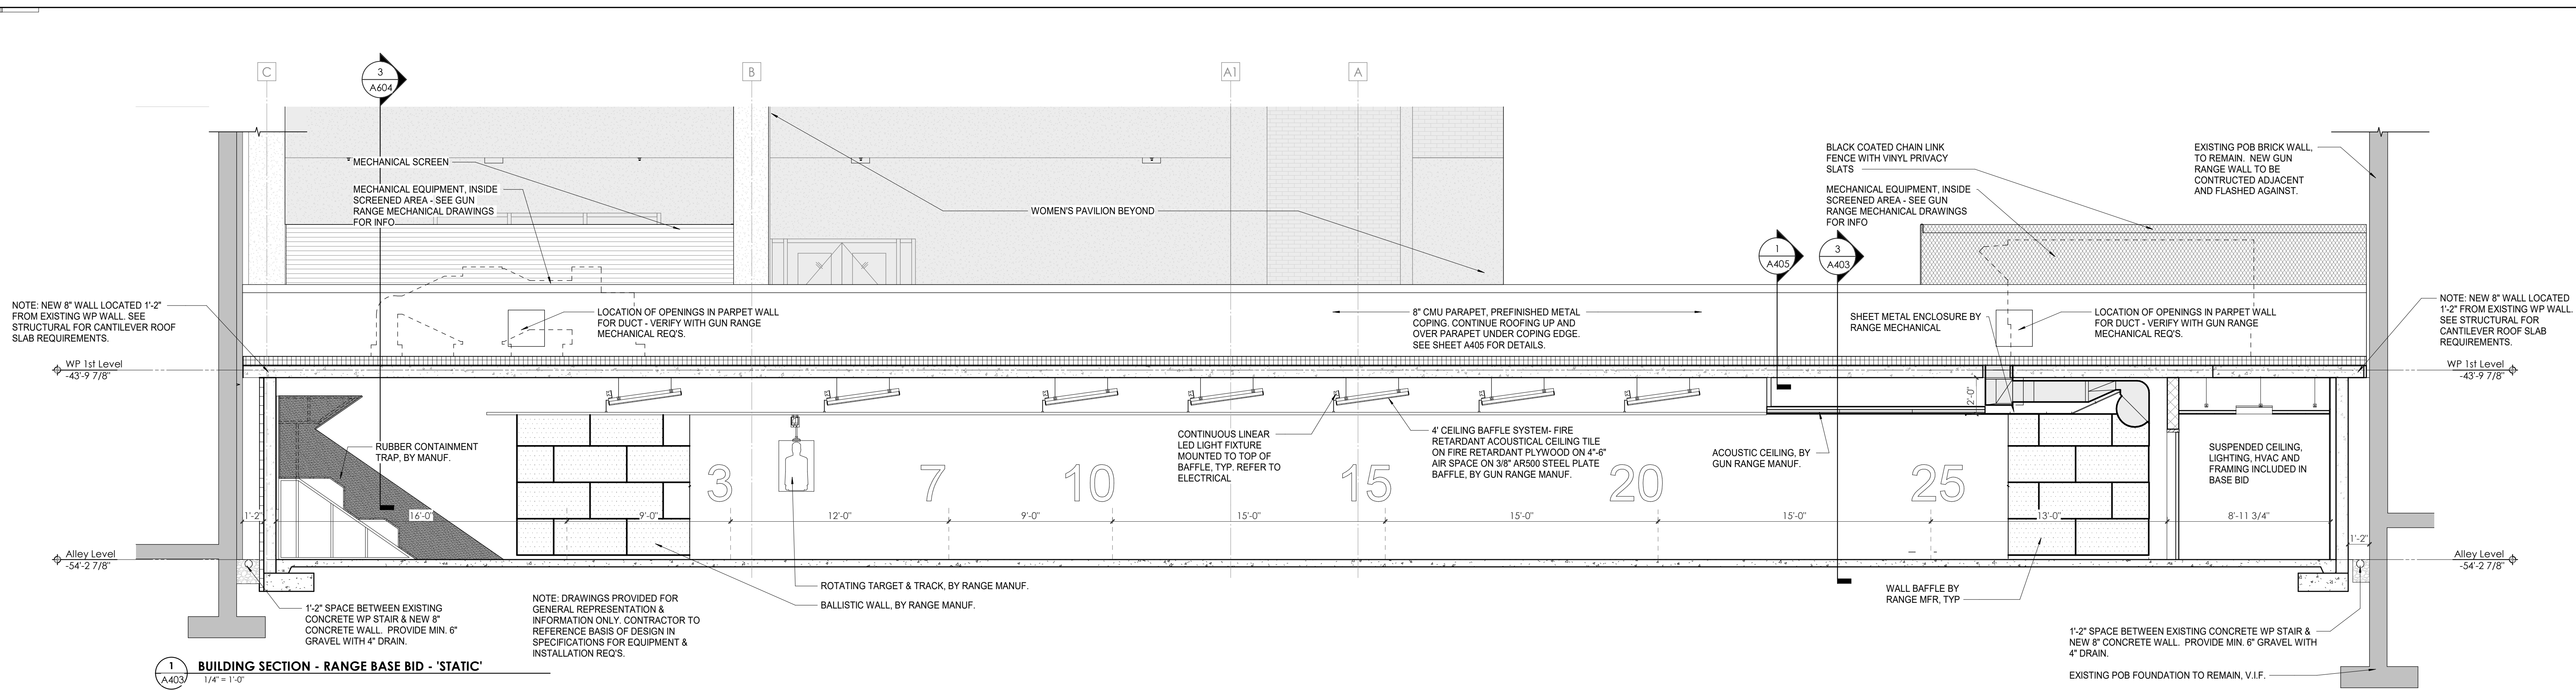 C
3
A604
B
A1
A
MECHANICAL SCREEN
MECHANICAL EQUIPMENT, INSIDE
SCREENED AREA - SEE GUN
RANGE MECHANICAL DRAWINGS
FOR INFO
WOMEN'S PAVILION BEYOND
BLACK COATED CHAIN LINK
FENCE WITH VINYL PRIVACY
SLATS
MECHANICAL EQUIPMENT, INSIDE
SCREENED AREA - SEE GUN
RANGE MECHANICAL DRAWINGS
FOR INFO
EXISTING POB BRICK WALL,
TO REMAIN. NEW GUN
RANGE WALL TO BE
CONTRUCTED ADJACENT
AND FLASHED AGAINST.
1
A405
3
A403
NOTE: NEW 8" WALL LOCATED 1'-2"
FROM EXISTING WP WALL. SEE
STRUCTURAL FOR CANTILEVER ROOF
SLAB REQUIREMENTS.
LOCATION OF OPENINGS IN PARPET WALL
FOR DUCT - VERIFY WITH GUN RANGE
MECHANICAL REQ'S.
8" CMU PARAPET, PREFINISHED METAL
COPING. CONTINUE ROOFING UP AND
OVER PARAPET UNDER COPING EDGE.
SEE SHEET A405 FOR DETAILS.
SHEET METAL ENCLOSURE BY
RANGE MECHANICAL
LOCATION OF OPENINGS IN PARPET WALL
FOR DUCT - VERIFY WITH GUN RANGE
MECHANICAL REQ'S.
NOTE: NEW 8" WALL LOCATED
1'-2" FROM EXISTING WP WALL.
SEE STRUCTURAL FOR
CANTILEVER ROOF SLAB
REQUIREMENTS.
WP 1st Level
-43'-9 7/8"
WP 1st Level
-43'-9 7/8"
2'-0"
RUBBER CONTAINMENT
TRAP, BY MANUF.
CONTINUOUS LINEAR
LED LIGHT FIXTURE
MOUNTED TO TOP OF
BAFFLE, TYP. REFER TO
ELECTRICAL
4' CEILING BAFFLE SYSTEM- FIRE
RETARDANT ACOUSTICAL CEILING TILE
ON FIRE RETARDANT PLYWOOD ON 4"-6"
AIR SPACE ON 3/8" AR500 STEEL PLATE
BAFFLE, BY GUN RANGE MANUF.
ACOUSTIC CEILING, BY
GUN RANGE MANUF.
SUSPENDED CEILING,
LIGHTING, HVAC AND
FRAMING INCLUDED IN
BASE BID
3
7
10
15
20
25
1'-2"
16'-0"
9'-0"
12'-0"
9'-0"
15'-0"
15'-0"
15'-0"
13'-0"
8'-11 3/4"
1'-2"
Alley Level
-54'-2 7/8"
Alley Level
-54'-2 7/8"
ROTATING TARGET & TRACK, BY RANGE MANUF.
BALLISTIC WALL, BY RANGE MANUF.
WALL BAFFLE BY
RANGE MFR, TYP
1'-2" SPACE BETWEEN EXISTING
CONCRETE WP STAIR & NEW 8"
CONCRETE WALL. PROVIDE MIN. 6"
GRAVEL WITH 4" DRAIN.
NOTE: DRAWINGS PROVIDED FOR
GENERAL REPRESENTATION &
INFORMATION ONLY. CONTRACTOR TO
REFERENCE BASIS OF DESIGN IN
SPECIFICATIONS FOR EQUIPMENT &
INSTALLATION REQ'S.
1'-2" SPACE BETWEEN EXISTING CONCRETE WP STAIR &
NEW 8" CONCRETE WALL. PROVIDE MIN. 6" GRAVEL WITH
4" DRAIN.
EXISTING POB FOUNDATION TO REMAIN, V.I.F.
1
A403
BUILDING SECTION - RANGE BASE BID - 'STATIC'
1/4" = 1'-0"